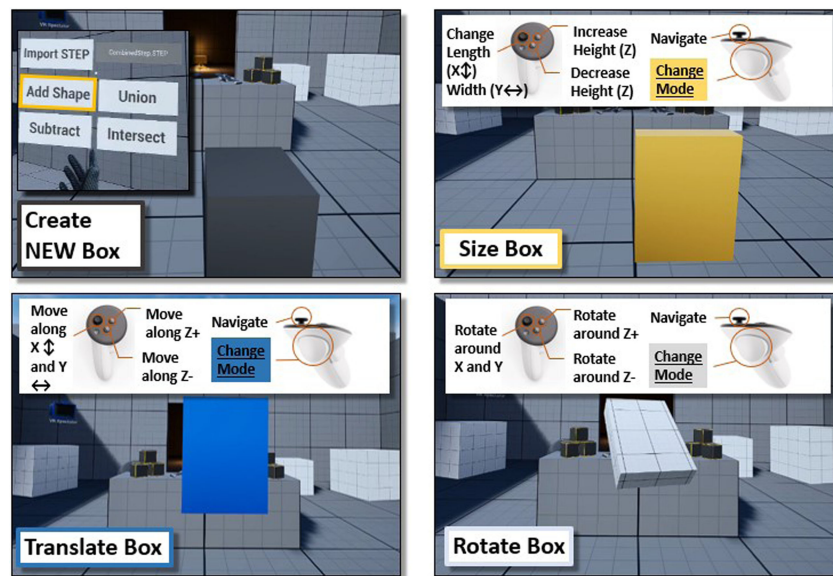 Import STEP
CombinedStep.STEP
Add Shape
Union
Subtract
Intersect
Create
NEW Box
Change
Length
(X↕)
Width (Y↔)
Increase
Height (Z)
Decrease
Height (Z)
Navigate
Change
Mode
Size Box
Move
along
X ↕
and Y
↔
Move
along Z+
Move
along Z-
Navigate
Change
Mode
Translate Box
Rotate
around
X and Y
Rotate
around Z+
Rotate
around Z-
Navigate
Change
Mode
Rotate Box